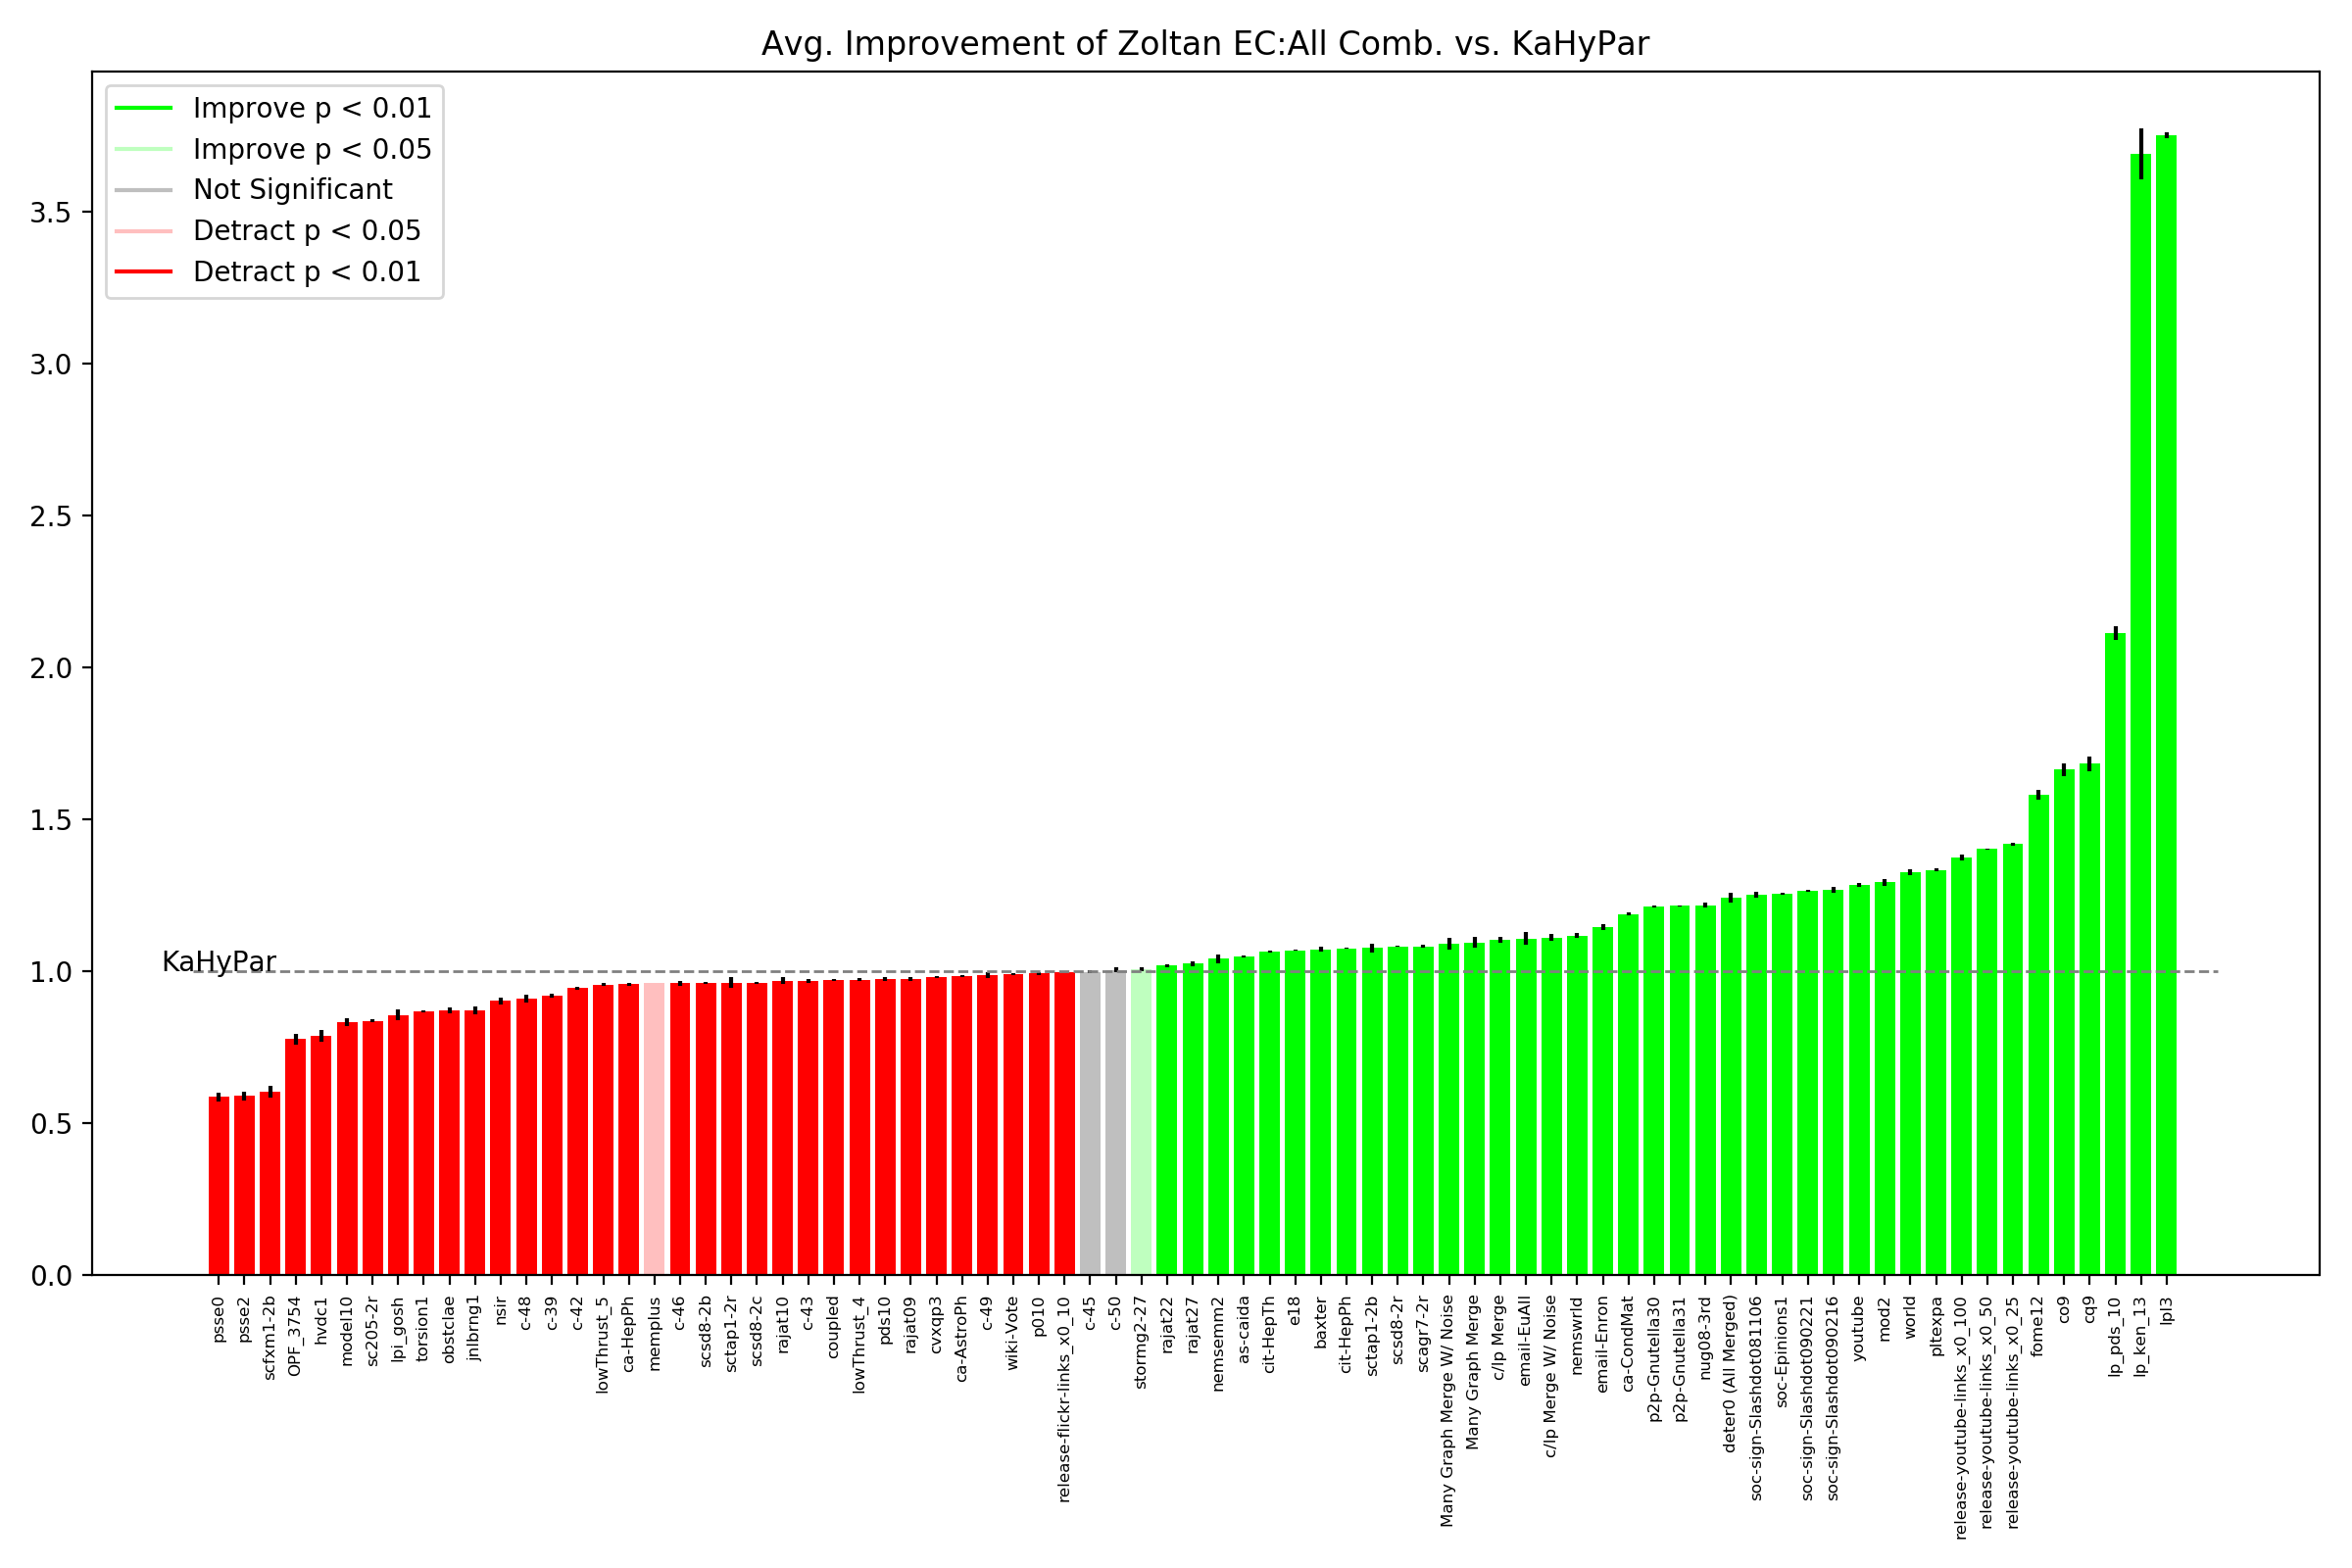 Avg. Improvement of Zoltan EC:All Comb. vs. KaHyPar
Improve p < 0.01
Improve p < 0.05
Not Significant
Detract p < 0.05
Detract p < 0.01
3.5
3.0
2.5
2.0
1.5
1.0
0.5
0.0
KaHyPar
psse0
psse2
scfxm1-2b
OPF_3754
hvdc1
model10
sc205-2r
lpi_gosh
torsion1
obstclae
jnlbrng1
nsir
c-48
c-39
c-42
lowThrust_5
ca-HepPh
memplus
c-46
scsd8-2b
sctap1-2r
scsd8-2c
rajat10
c-43
coupled
lowThrust_4
pds10
rajat09
cvxqp3
ca-AstroPh
c-49
wiki-Vote
p010
release-flickr-links_x0_10
c-45
c-50
stormg2-27
rajat22
rajat27
nemsemm2
as-caida
cit-HepTh
e18
baxter
cit-HepPh
sctap1-2b
scsd8-2r
scagr7-2r
Many Graph Merge W/ Noise
Many Graph Merge
c/lp Merge
email-EuAll
c/lp Merge W/ Noise
nemswrld
email-Enron
ca-CondMat
p2p-Gnutella30
p2p-Gnutella31
nug08-3rd
deter0 (All Merged)
soc-sign-Slashdot081106
soc-Epinions1
soc-sign-Slashdot090221
soc-sign-Slashdot090216
youtube
mod2
world
pltexpa
release-youtube-links_x0_100
release-youtube-links_x0_50
release-youtube-links_x0_25
fome12
co9
cq9
lp_pds_10
lp_ken_13
lpl3